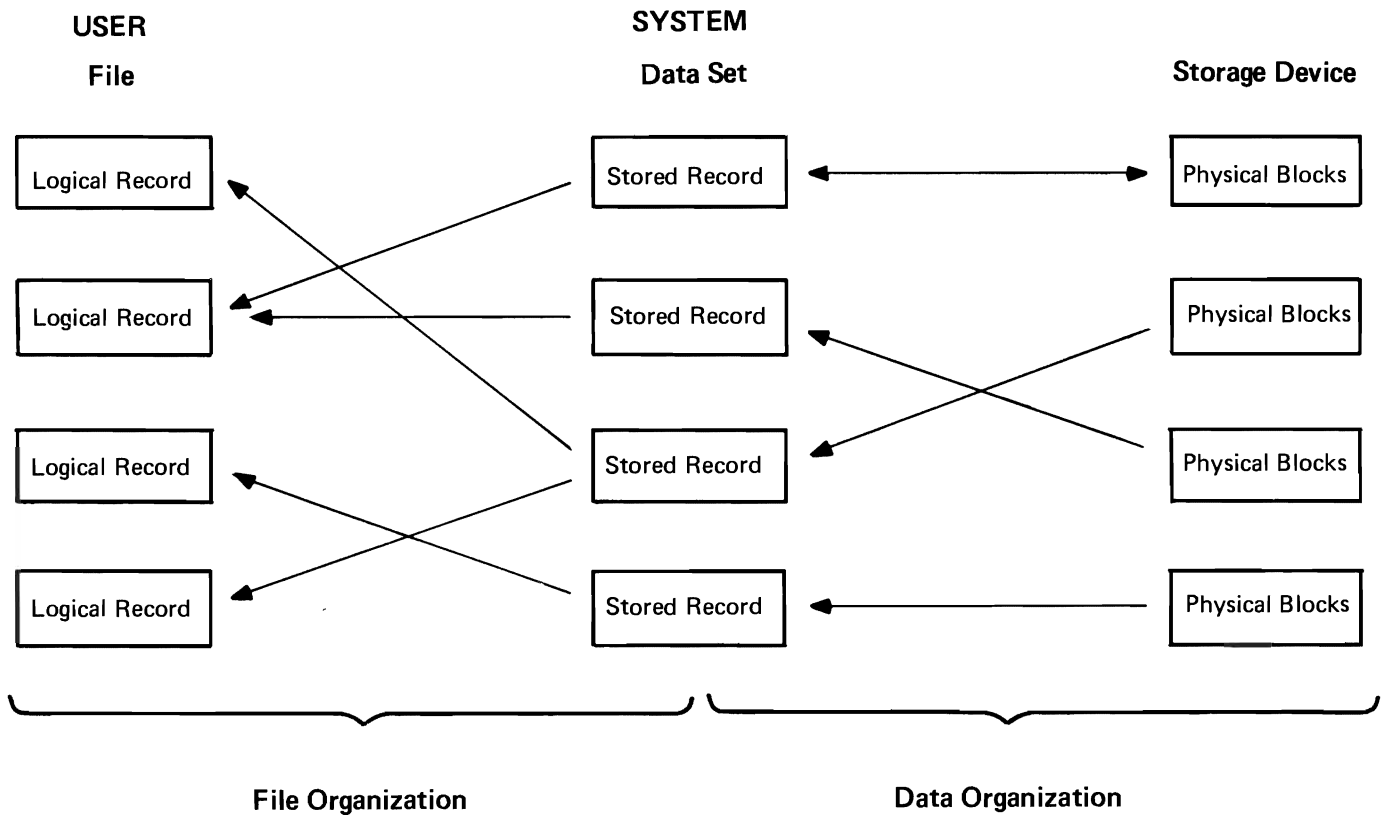 USER
File
SYSTEM
Data Set
Storage Device
Logical Record
Stored Record
Physical Blocks
Logical Record
Stored Record
Physical Blocks
Logical Record
Stored Record
Physical Blocks
Logical Record
Stored Record
Physical Blocks
File Organization
Data Organization